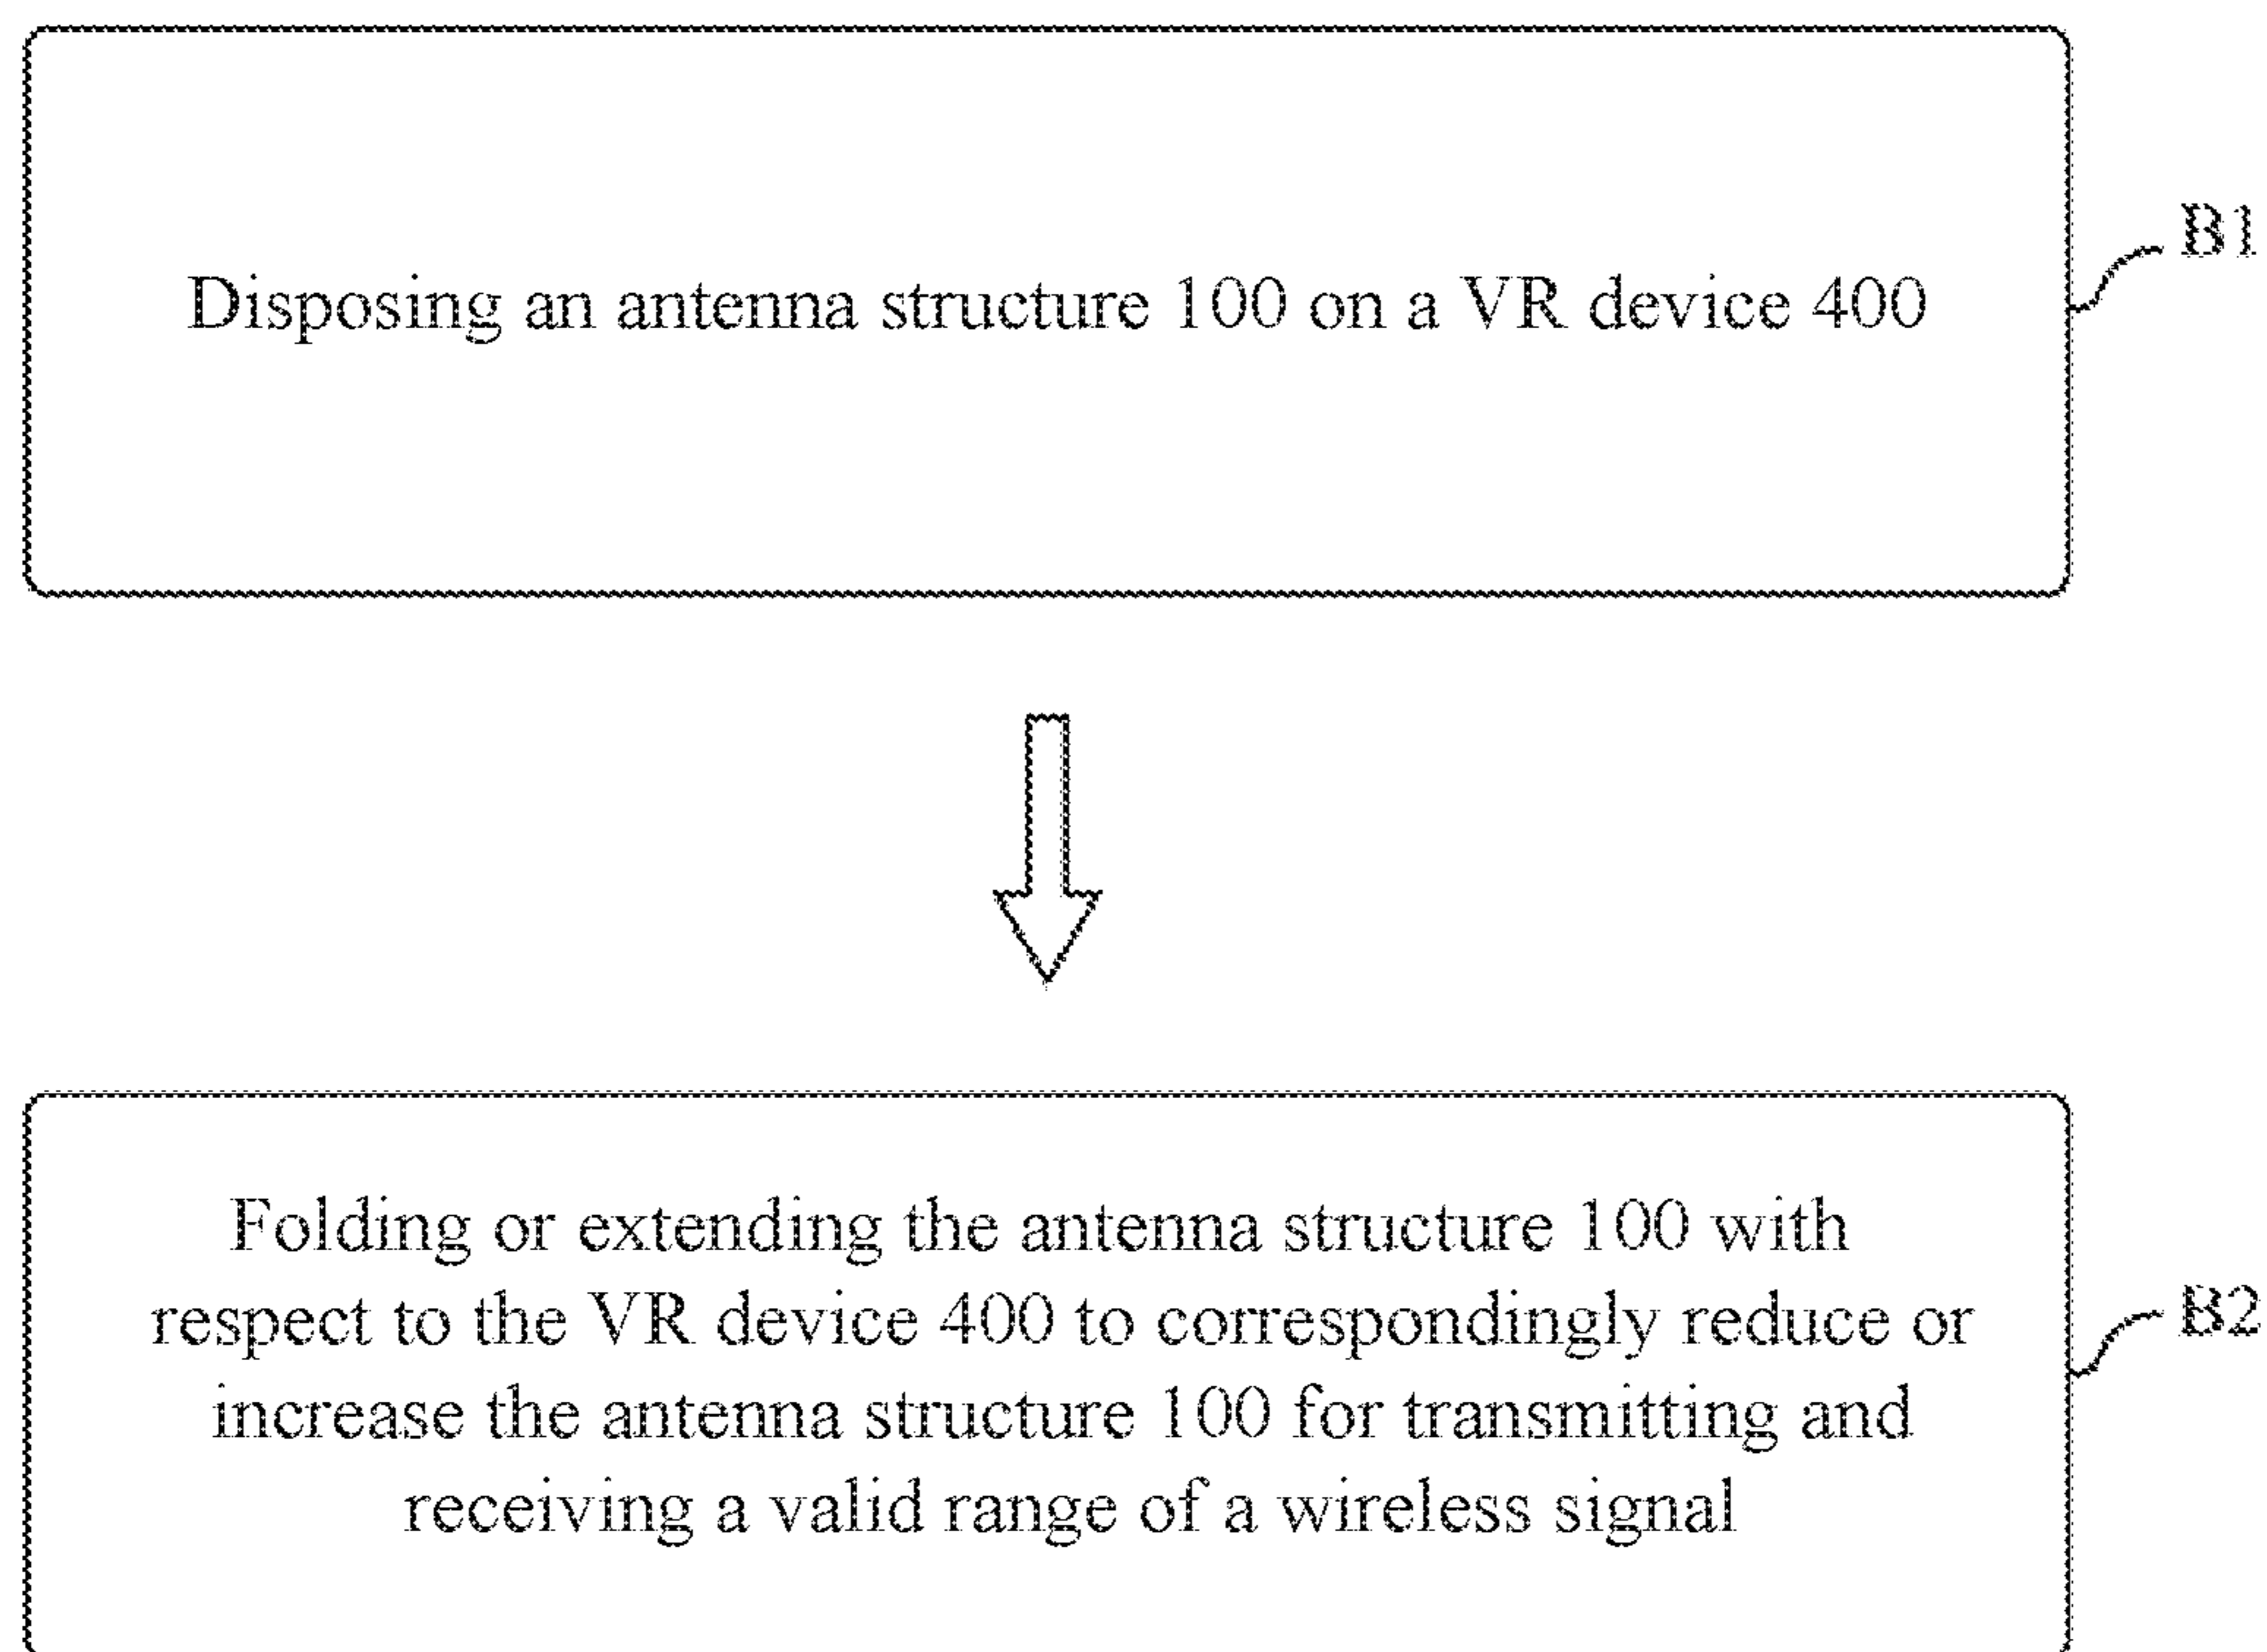 Disposing an antenna structure 100 on a VR device 400
B1
Folding or extending the antenna structure 100 with
respect to the VR device 400 to correspondingly reduce or
increase the antenna structure 100 for transmitting and
receiving a valid range of a wireless signal
B2